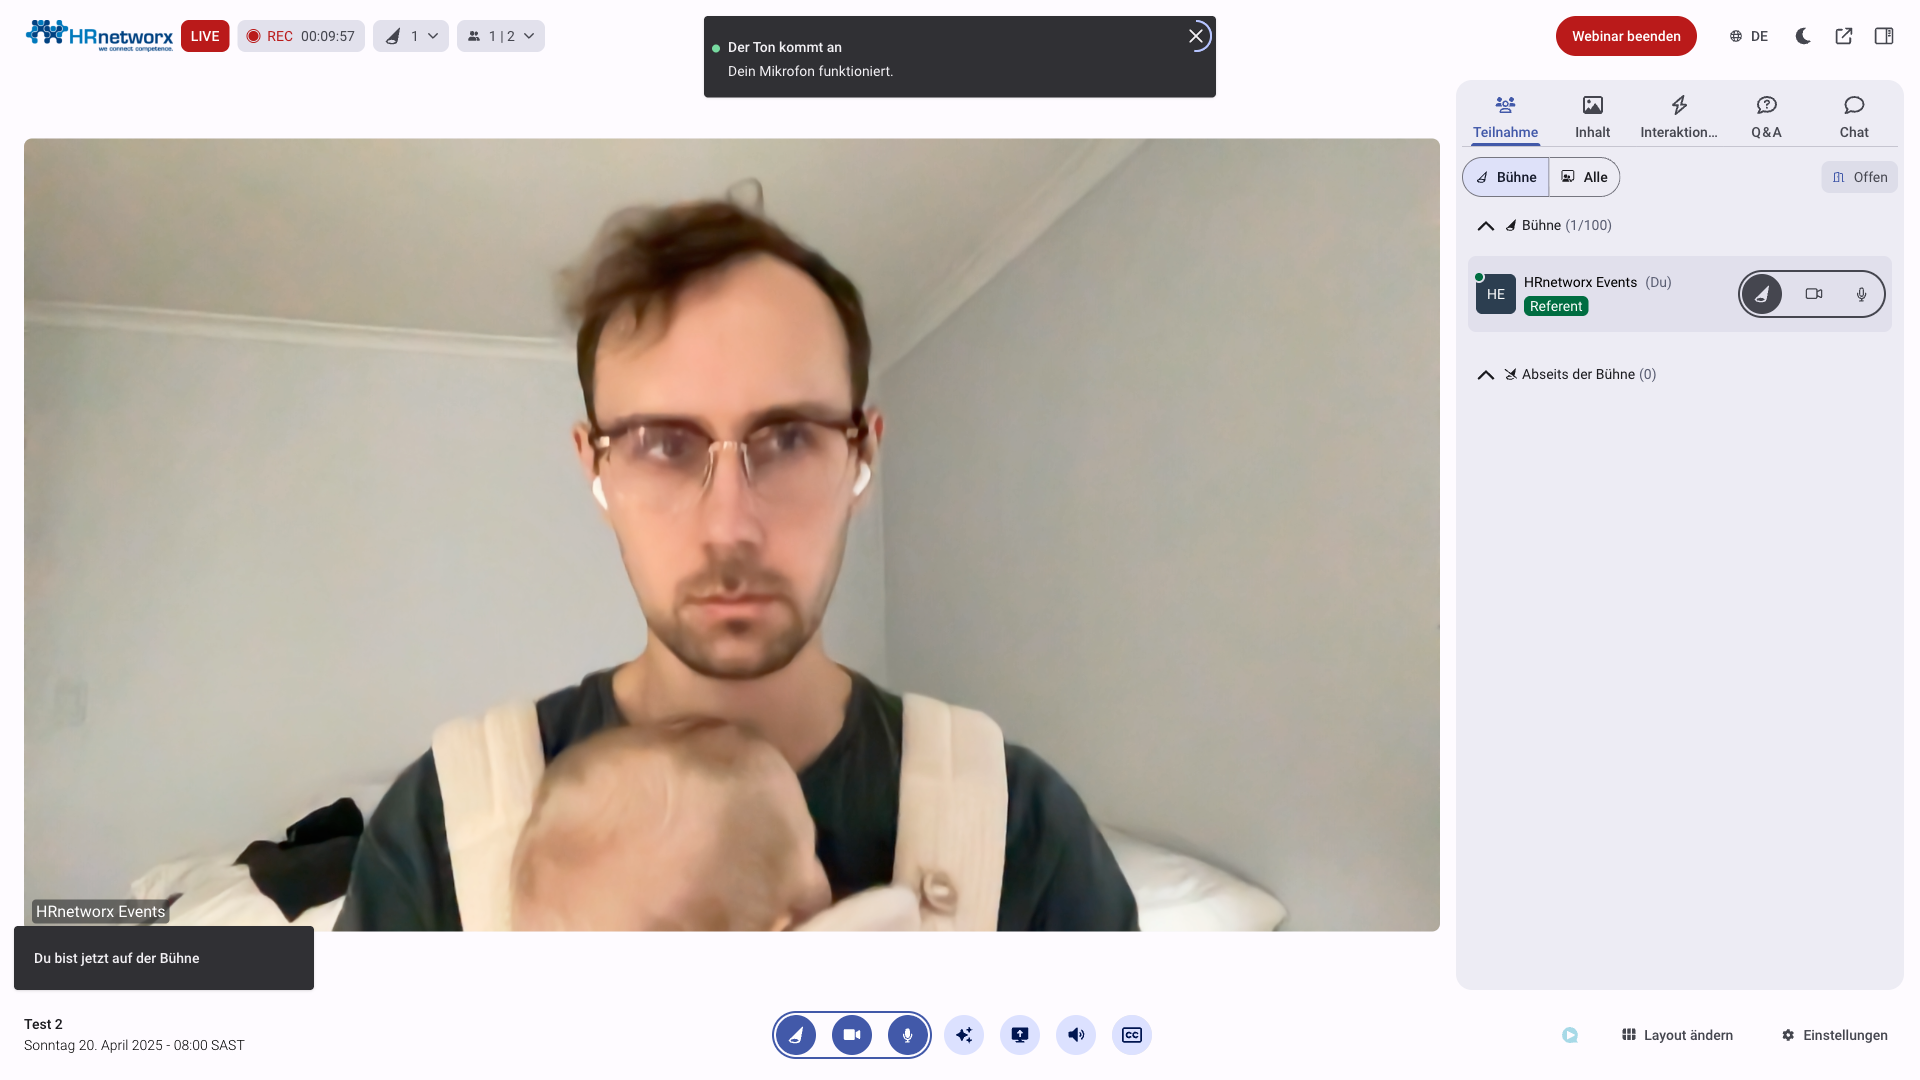 HRnetworx
we connect competence.
LIVE
REC 00:09:57
1
1 | 2
Der Ton kommt an
Dein Mikrofon funktioniert.
Webinar beenden
DE
Teilnahme
Inhalt
Interaktion...
Q&A
Chat
Bühne
Alle
Offen
Bühne (1/100)
HE
HRnetworx Events (Du)
Referent
Abseits der Bühne (0)
HRnetworx Events
Du bist jetzt auf der Bühne
Test 2
Sonntag 20. April 2025 - 08:00 SAST
CC
Layout ändern
Einstellungen